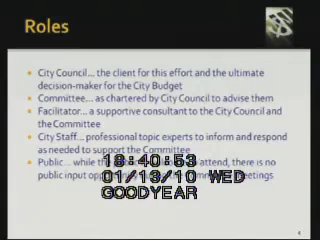 Roles
City Council... the client for this effort and the ultimate
decision-maker for the City Budget
Committee... as chartered by City Council to advise them
Facilitator... a supportive consultant to the City Council and
the Committee
City Staff... professional topic experts to inform and respond
as needed to support the Committee
Public... while the attend, there is no
public input meetings
18:40:53
01/13/10 WED
GOODYEAR